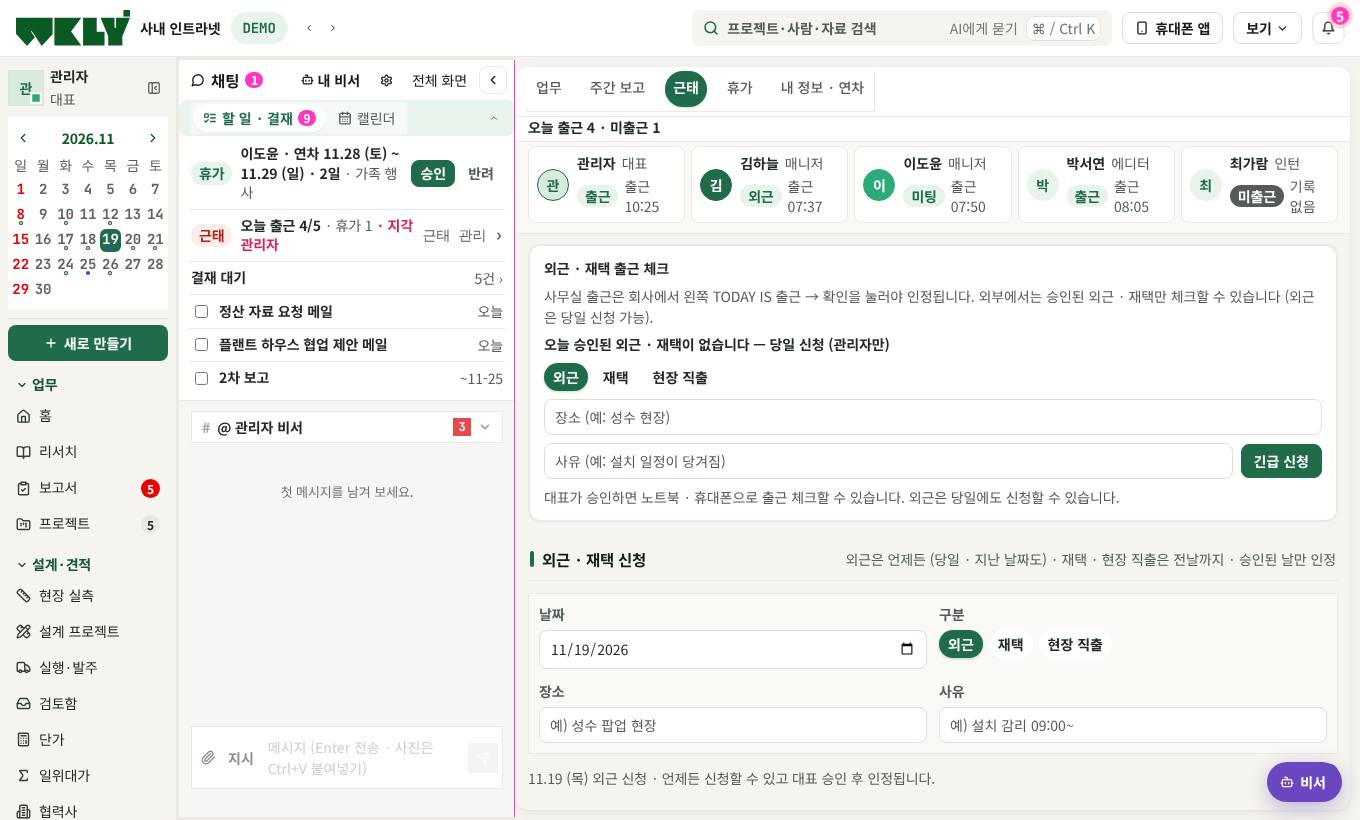 WKLY 사내 인트라넷 DEMO
프로젝트·사람·자료 검색 AI에게 묻기 ⌘ / Ctrl K
휴대폰 앱
보기
5
관
관리자
대표
2026.11
일 월 화 수 목 금 토
1 2 3 4 5 6 7
8 9 10 11 12 13 14
15 16 17 18 19 20 21
22 23 24 25 26 27 28
29 30
새로 만들기
업무
홈
리서치
보고서 5
프로젝트 5
설계·견적
현장 실측
설계 프로젝트
실행·발주
검토함
단가
일위대가
협력사
채팅 1 내 비서 전체 화면
할 일 · 결재 9 캘린더
휴가
이도윤 · 연차 11.28 (토) ~
11.29 (일) · 2일 · 가족 행
사
승인 반려
근태
오늘 출근 4/5 · 휴가 1 · 지각
관리자
근태 관리
결재 대기 5건 ›
정산 자료 요청 메일 오늘
플랜트 하우스 협업 제안 메일 오늘
2차 보고 ~11-25
# @ 관리자 비서 3
첫 메시지를 남겨 보세요.
지시
메시지 (Enter 전송 · 사진은
Ctrl+V 붙여넣기)
업무 주간 보고 근태 휴가 내 정보 · 연차
오늘 출근 4 · 미출근 1
관 관리자 대표
출근 출근
10:25
김 김하늘 매니저
외근 출근
07:37
이 이도윤 매니저
미팅 출근
07:50
박 박서연 에디터
출근 출근
08:05
최 최가람 인턴
미출근 기록
없음
외근 · 재택 출근 체크
사무실 출근은 회사에서 왼쪽 TODAY IS 출근 → 확인을 눌러야 인정됩니다. 외부에서는 승인된 외근 · 재택만 체크할 수 있습니다 (외근
은 당일 신청 가능).
오늘 승인된 외근 · 재택이 없습니다 — 당일 신청 (관리자만)
외근 재택 현장 직출
장소 (예: 성수 현장)
사유 (예: 설치 일정이 당겨짐) 긴급 신청
대표가 승인하면 노트북 · 휴대폰으로 출근 체크할 수 있습니다. 외근은 당일에도 신청할 수 있습니다.
외근 · 재택 신청 외근은 언제든 (당일 · 지난 날짜도) · 재택 · 현장 직출은 전날까지 · 승인된 날만 인정
날짜 구분
11/19/2026 외근 재택 현장 직출
장소 사유
예) 성수 팝업 현장 예) 설치 감리 09:00~
11.19 (목) 외근 신청 · 언제든 신청할 수 있고 대표 승인 후 인정됩니다.
비서